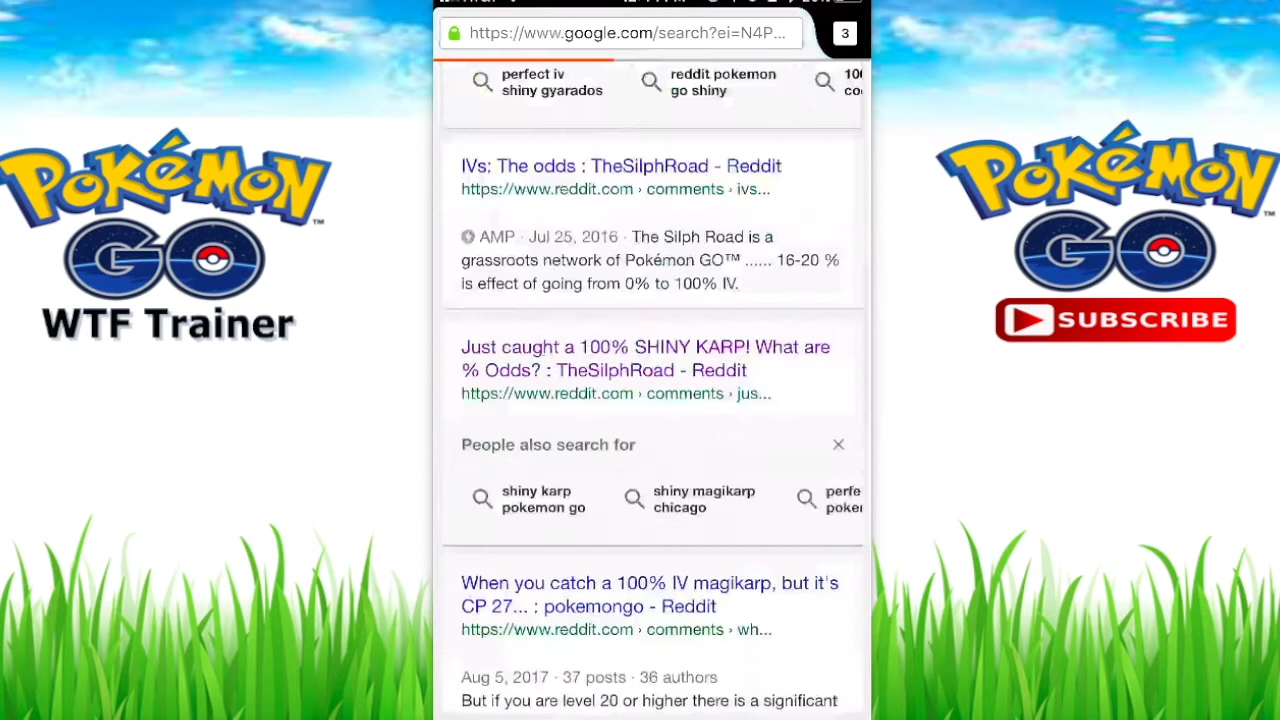 https://www.google.com/search?ei=N4P...
3
perfect iv
shiny gyarados
reddit pokemon
go shiny
IVs: The odds : TheSilphRoad - Reddit
https://www.reddit.com › comments › ivs...
AMP · Jul 25, 2016 · The Silph Road is a
grassroots network of Pokémon GO™ ...... 16-20 %
is effect of going from 0% to 100% IV.
Just caught a 100% SHINY KARP! What are
% Odds? : TheSilphRoad - Reddit
https://www.reddit.com › comments › jus...
People also search for
shiny karp
pokemon go
shiny magikarp
chicago
When you catch a 100% IV magikarp, but it's
CP 27... : pokemongo - Reddit
https://www.reddit.com › comments › wh...
Aug 5, 2017 · 37 posts · 36 authors
But if you are level 20 or higher there is a significant
POKÉMON
GO
WTF Trainer
POKÉMON
GO
SUBSCRIBE